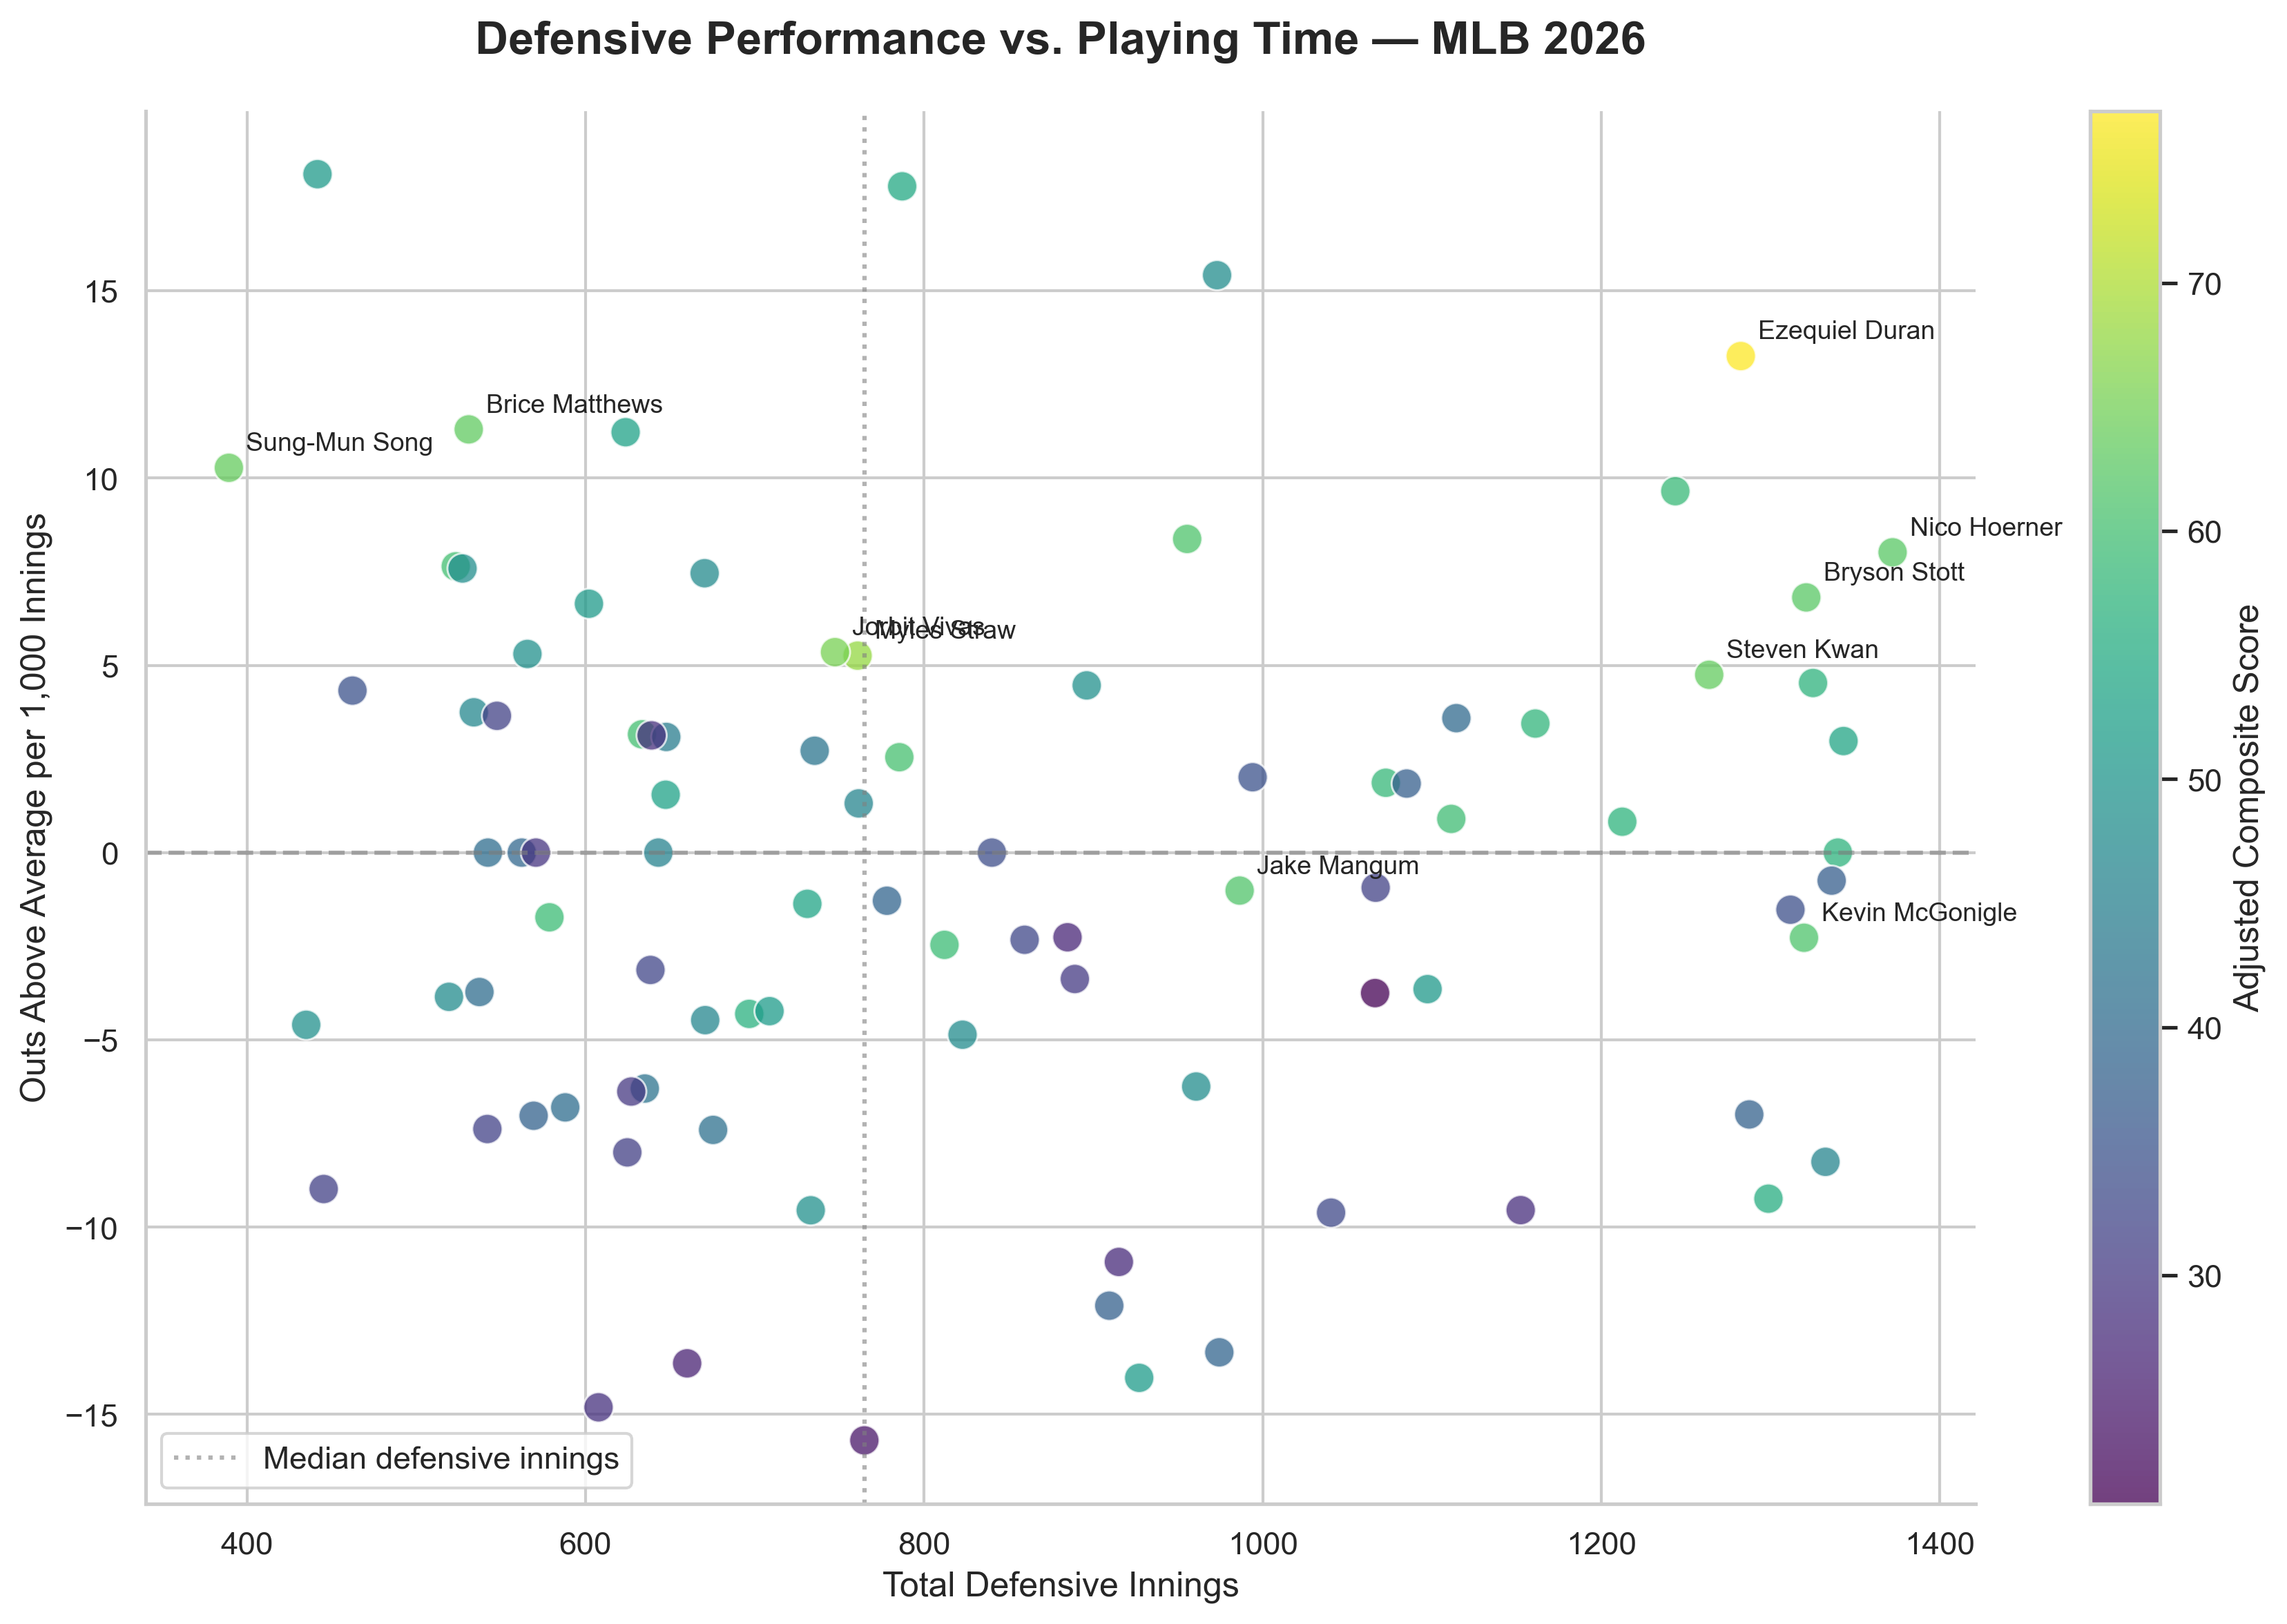 Defensive Performance vs. Playing Time — MLB 2026
Outs Above Average per 1,000 Innings
15
10
5
0
−5
−10
−15
Ezequiel Duran
Brice Matthews
Sung-Mun Song
Nico Hoerner
Bryson Stott
Jorbit Vivas
Myles Straw
Steven Kwan
Jake Mangum
Kevin McGonigle
Median defensive innings
400
600
800
1000
1200
1400
Total Defensive Innings
70
60
50
40
30
Adjusted Composite Score